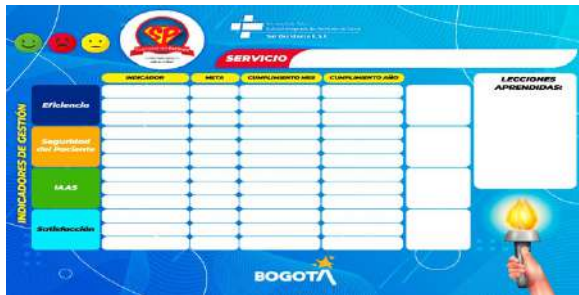 SERVICIO
INDICADOR META CUMPLIMIENTO MES CUMPLIMIENTO AÑO
LECCIONES
APRENDIDAS:
INDICADORES DE GESTIÓN
Eficiencia
Seguridad
del Paciente
IAAS
Satisfacción
BOGOTÁ